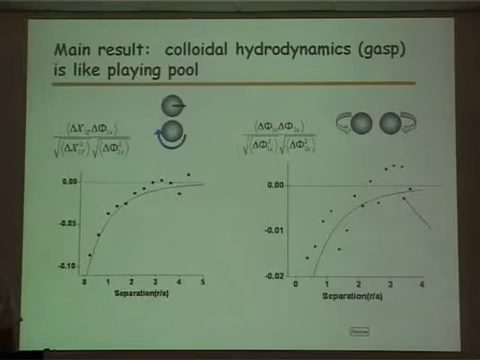 Main result: colloidal hydrodynamics (gasp)
is like playing pool
0.00
-0.05
-0.10
0 1 2 3 4 5
Separation(r/a)
0.00
-0.01
-0.02
0 1 2 3 4
Separation(r/a)